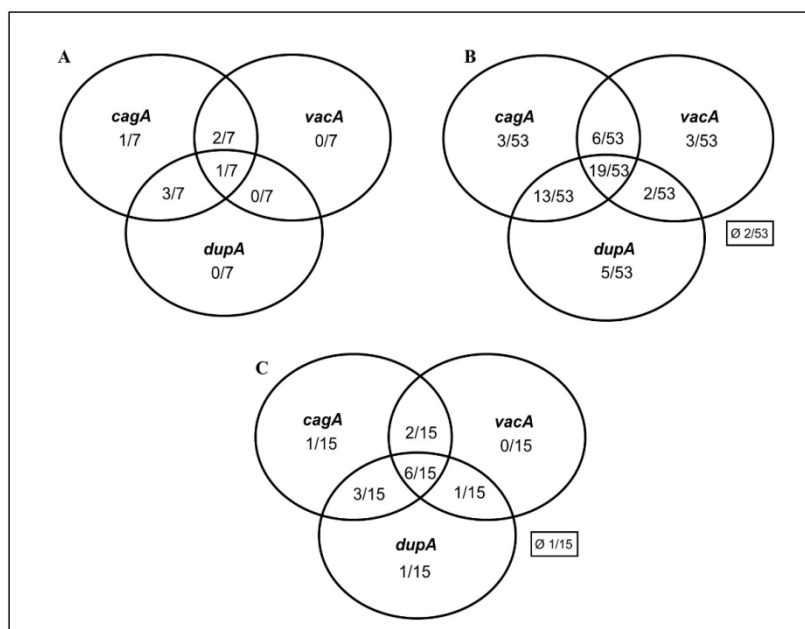 A
cagA
1/7
vacA
0/7
2/7
1/7
3/7
0/7
dupA
0/7
B
cagA
3/53
vacA
3/53
6/53
19/53
13/53
2/53
dupA
5/53
Ø 2/53
C
cagA
1/15
vacA
0/15
2/15
6/15
3/15
1/15
dupA
1/15
Ø 1/15